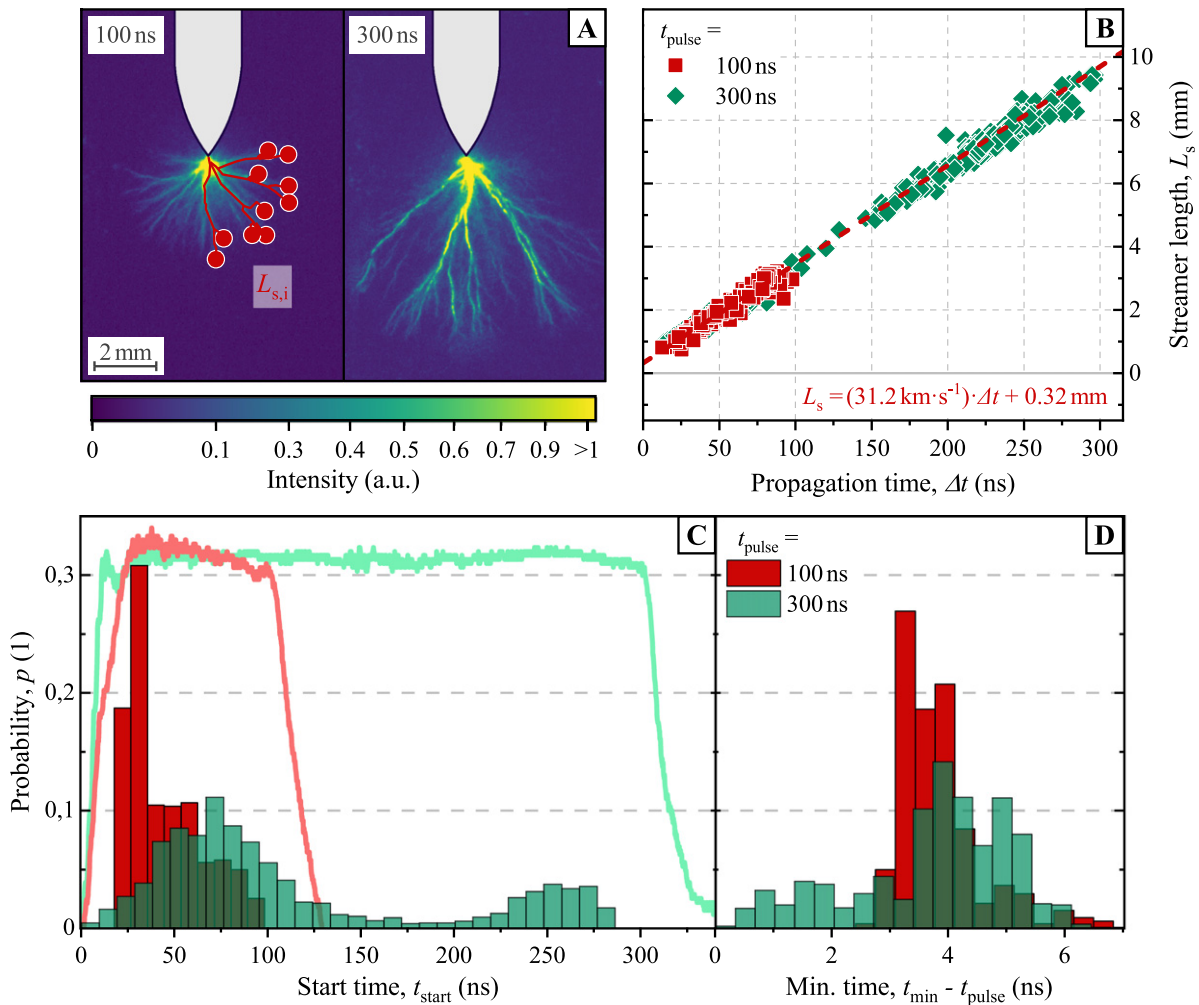 100 ns
300 ns
A
L_s,i
2 mm
0 0.1 0.3 0.4 0.5 0.6 0.7 0.9 >1
Intensity (a.u.)
B
t_pulse =
100 ns
300 ns
10
8
6
4
2
0
Streamer length, L_s (mm)
L_s = (31.2 km·s⁻¹)·Δt + 0.32 mm
0 50 100 150 200 250 300
Propagation time, Δt (ns)
C
0,3
0,2
0,1
0
Probability, p (1)
0 50 100 150 200 250 300
Start time, t_start (ns)
D
t_pulse =
100 ns
300 ns
0 2 4 6
Min. time, t_min - t_pulse (ns)